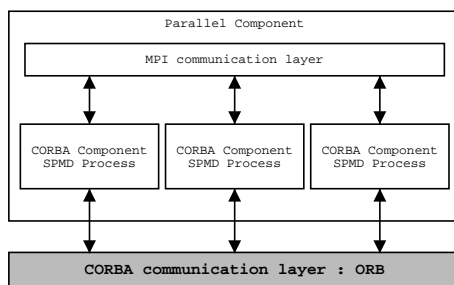 Parallel Component
MPI communication layer
CORBA Component
SPMD Process
CORBA Component
SPMD Process
CORBA Component
SPMD Process
CORBA communication layer : ORB